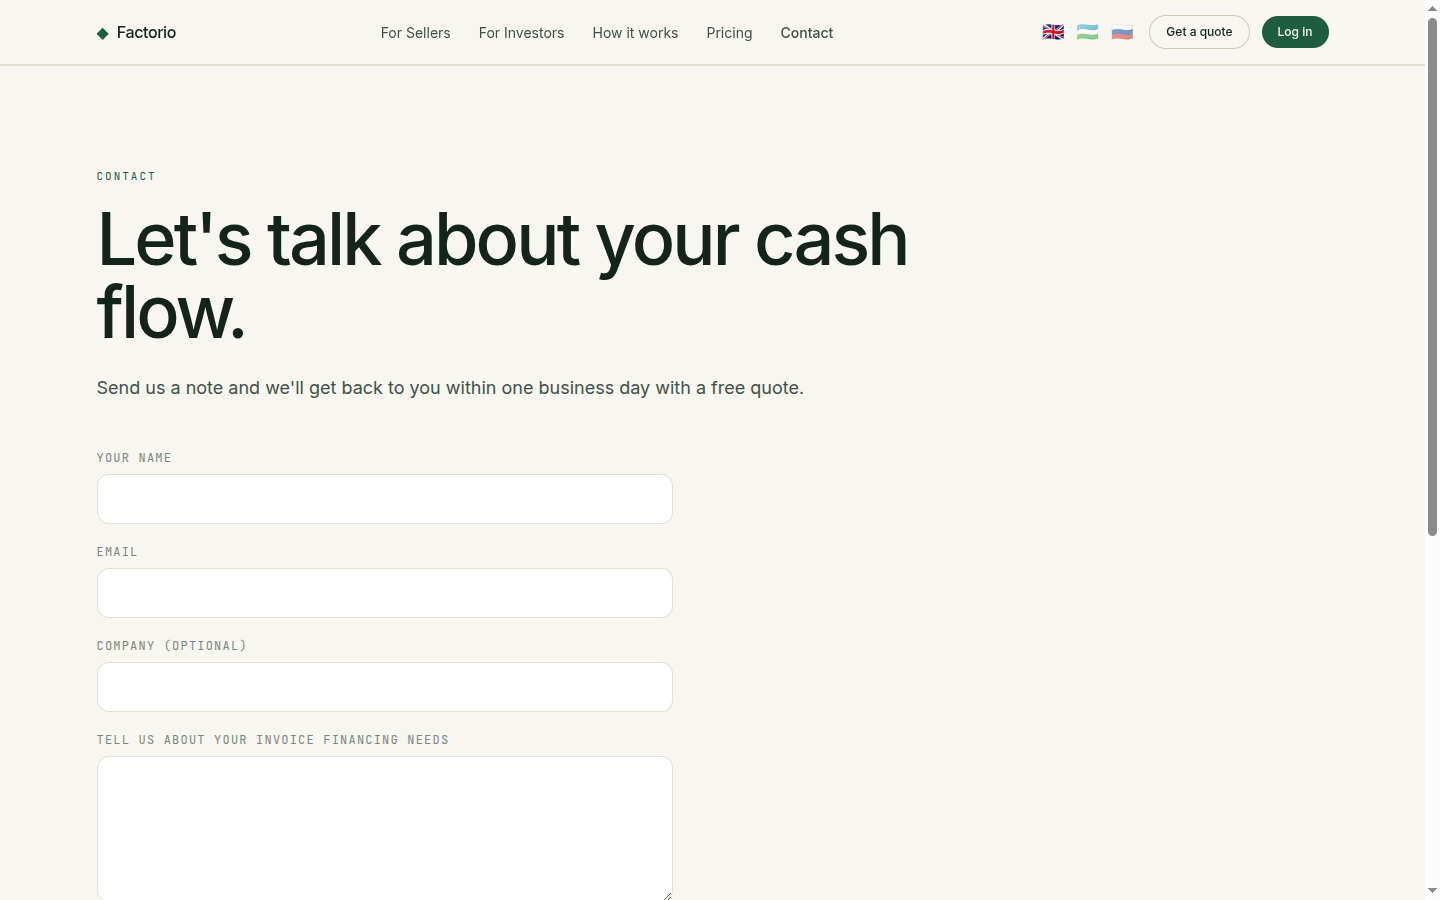 Factorio
For Sellers
For Investors
How it works
Pricing
Contact
Get a quote
Log in
CONTACT
Let's talk about your cash
flow.
Send us a note and we'll get back to you within one business day with a free quote.
YOUR NAME
EMAIL
COMPANY (OPTIONAL)
TELL US ABOUT YOUR INVOICE FINANCING NEEDS